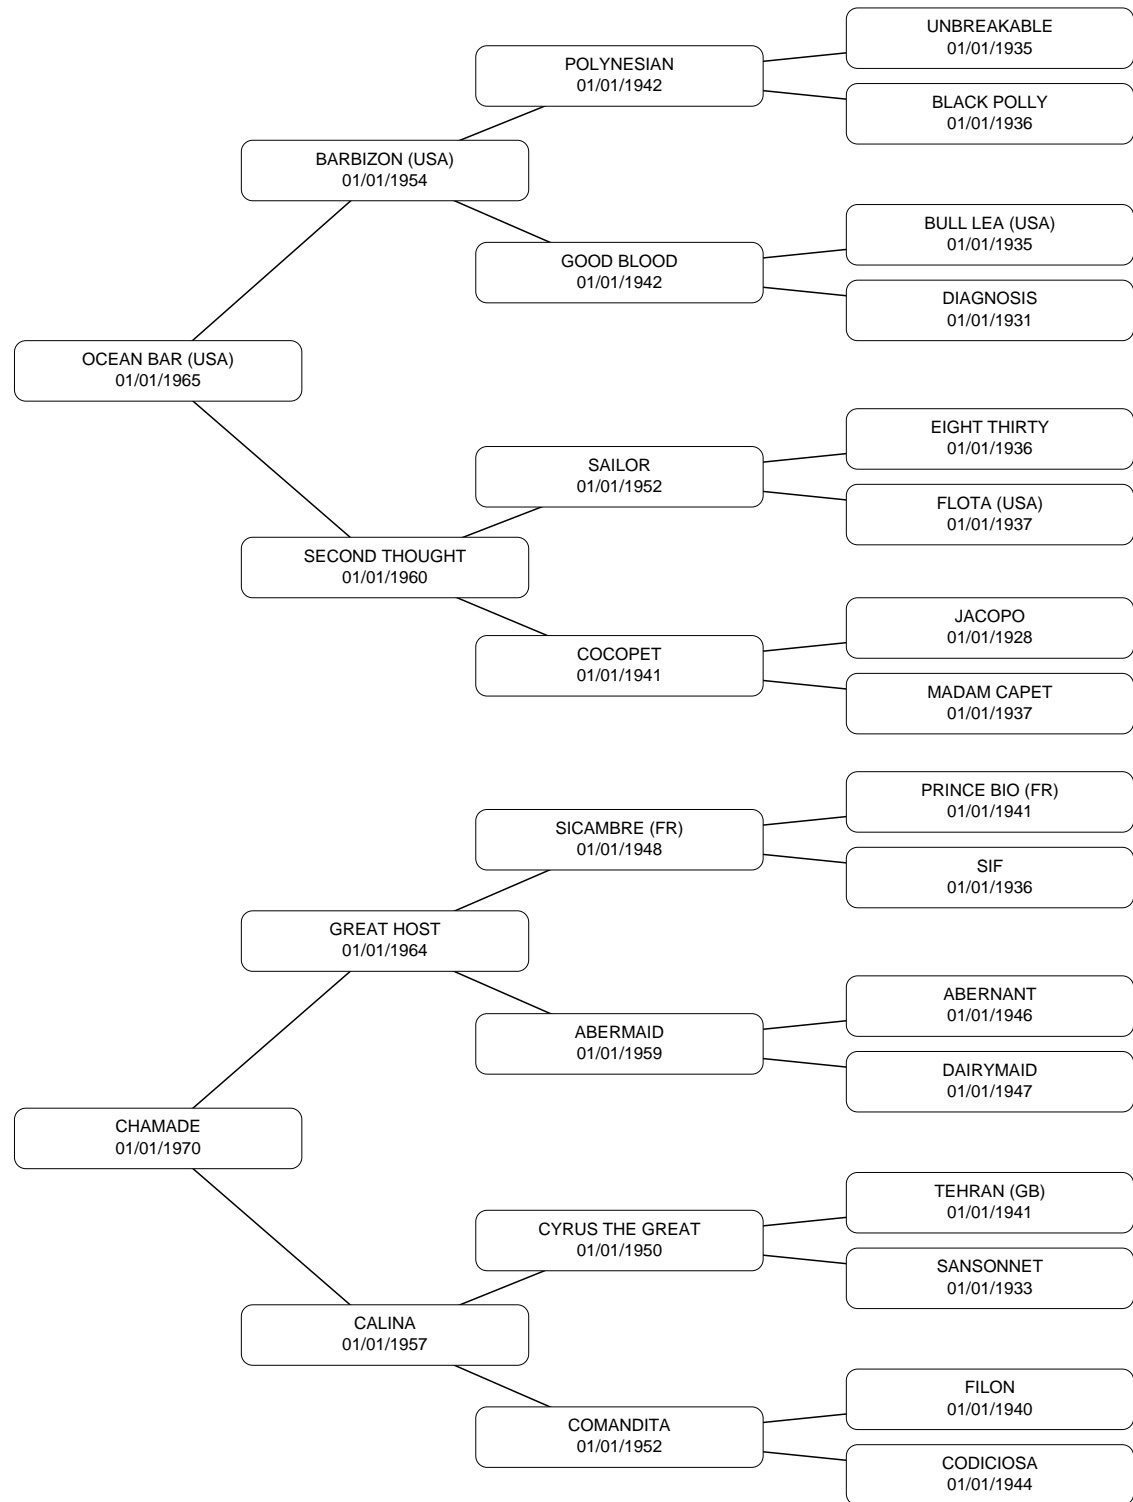 UNBREAKABLE
01/01/1935
POLYNESIAN
01/01/1942
BLACK POLLY
01/01/1936
BARBIZON (USA)
01/01/1954
BULL LEA (USA)
01/01/1935
GOOD BLOOD
01/01/1942
DIAGNOSIS
01/01/1931
OCEAN BAR (USA)
01/01/1965
EIGHT THIRTY
01/01/1936
SAILOR
01/01/1952
FLOTA (USA)
01/01/1937
SECOND THOUGHT
01/01/1960
JACOPO
01/01/1928
COCOPET
01/01/1941
MADAM CAPET
01/01/1937
PRINCE BIO (FR)
01/01/1941
SICAMBRE (FR)
01/01/1948
SIF
01/01/1936
GREAT HOST
01/01/1964
ABERNANT
01/01/1946
ABERMAID
01/01/1959
DAIRYMAID
01/01/1947
CHAMADE
01/01/1970
TEHRAN (GB)
01/01/1941
CYRUS THE GREAT
01/01/1950
SANSONNET
01/01/1933
CALINA
01/01/1957
FILON
01/01/1940
COMANDITA
01/01/1952
CODICIOSA
01/01/1944